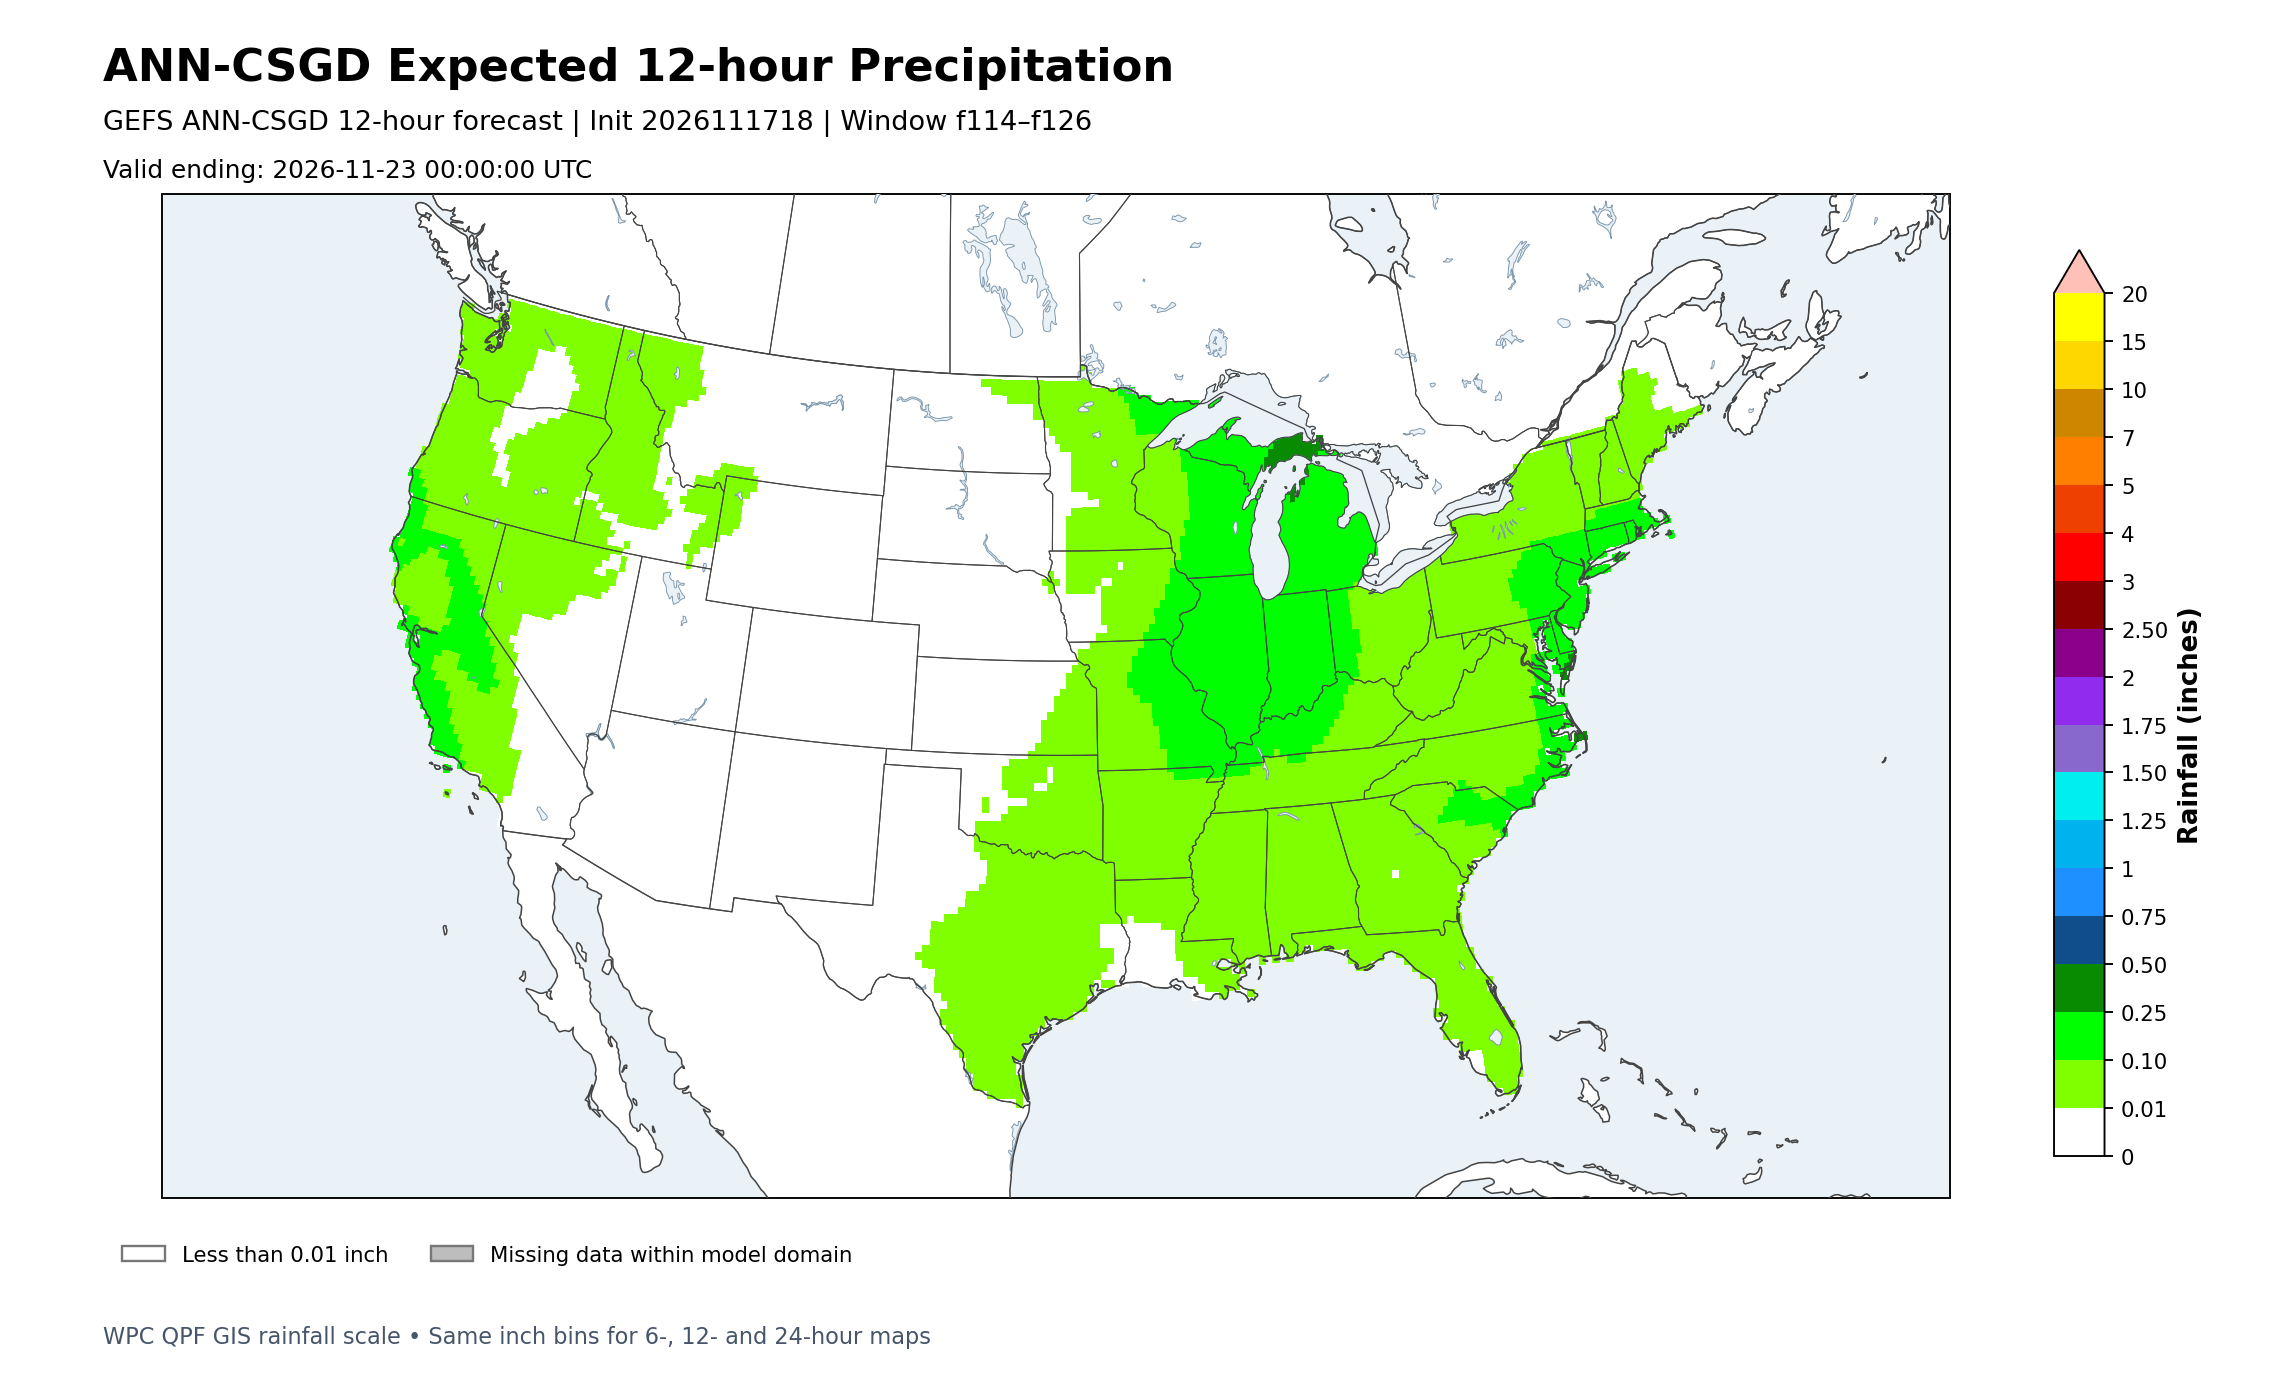 ANN-CSGD Expected 12-hour Precipitation
GEFS ANN-CSGD 12-hour forecast | Init 2026111718 | Window f114–f126
Valid ending: 2026-11-23 00:00:00 UTC
20
15
10
7
5
4
3
2.50
2
1.75
1.50
1.25
1
0.75
0.50
0.25
0.10
0.01
0
Rainfall (inches)
Less than 0.01 inch
Missing data within model domain
WPC QPF GIS rainfall scale • Same inch bins for 6-, 12- and 24-hour maps